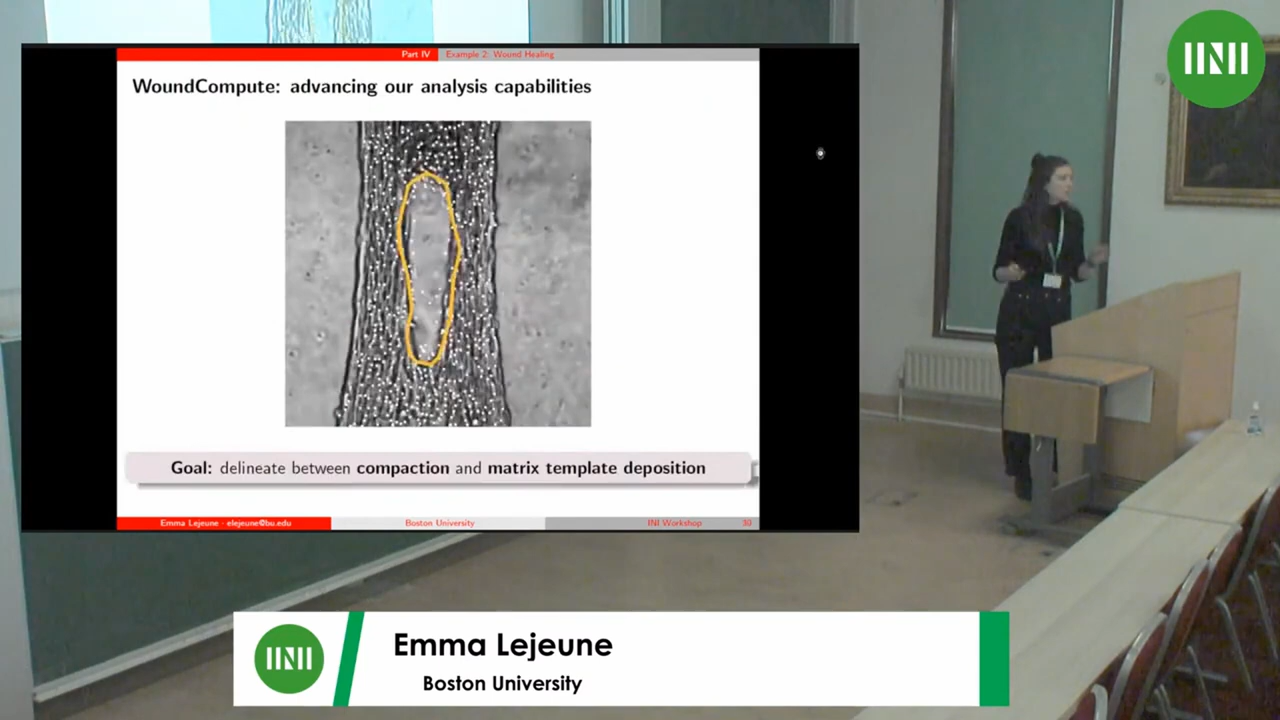 Part IV
Example 2: Wound Healing
WoundCompute: advancing our analysis capabilities
Goal: delineate between compaction and matrix template deposition
Emma Lejeune - elejeune@bu.edu
Boston University
INI Workshop
30
INI
INI
Emma Lejeune
Boston University